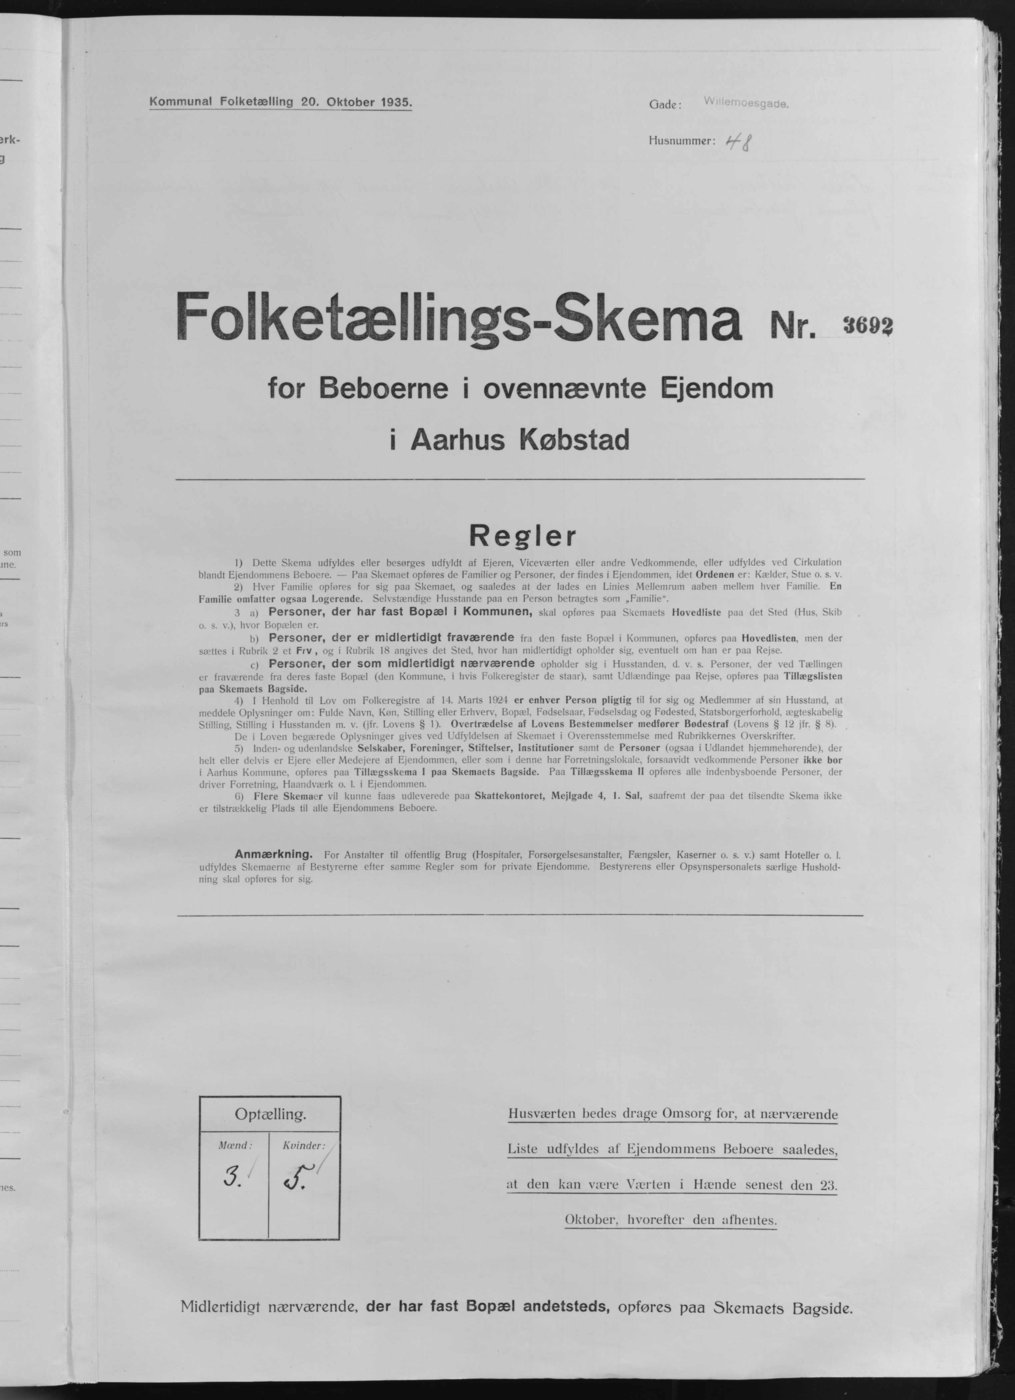 Kommunal Folketælling 20. Oktober 1935.
Gade: Willemoesgade.
Husnummer: 48
Folketællings-Skema Nr. 3692
for Beboerne i ovennævnte Ejendom
i Aarhus Købstad
Regler
1) Dette Skema udfyldes eller besørges udfyldt af Ejeren, Viceværten eller andre Vedkommende, eller udfyldes ved Cirkulation
blandt Ejendommens Beboere. — Paa Skemaet opføres de Familier og Personer, der findes i Ejendommen, idet Ordenen er: Kælder, Stue o. s. v.
2) Hver Familie opføres for sig paa Skemaet, og saaledes at der lades en Linies Mellemrum aaben mellem hver Familie. En
Familie omfatter ogsaa Logerende. Selvstændige Husstande paa en Person betragtes som „Familie“.
3 a) Personer, der har fast Bopæl i Kommunen, skal opføres paa Skemaets Hovedliste paa det Sted (Hus, Skib
o. s. v.), hvor Bopælen er.
b) Personer, der er midlertidigt fraværende fra den faste Bopæl i Kommunen, opføres paa Hovedlisten, men der
sættes i Rubrik 2 et Frv , og i Rubrik 18 angives det Sted, hvor han midlertidigt opholder sig, eventuelt om han er paa Rejse.
c) Personer, der som midlertidigt nærværende opholder sig i Husstanden, d. v. s. Personer, der ved Tællingen
er fraværende fra deres faste Bopæl (den Kommune, i hvis Folkeregister de staar), samt Udlændinge paa Rejse, opføres paa Tillægslisten
paa Skemaets Bagside.
4) I Henhold til Lov om Folkeregistre af 14. Marts 1924 er enhver Person pligtig til for sig og Medlemmer af sin Husstand, at
meddele Oplysninger om: Fulde Navn, Køn, Stilling eller Erhverv, Bopæl, Fødselsaar, Fødselsdag og Fødested, Statsborgerforhold, ægteskabelig
Stilling, Stilling i Husstanden m. v. (jfr. Lovens § 1). Overtrædelse af Lovens Bestemmelser medfører Bødestraf (Lovens § 12 jfr. § 8).
De i Loven begærede Oplysninger gives ved Udfyldelsen af Skemaet i Overensstemmelse med Rubrikkernes Overskrifter.
5) Inden- og udenlandske Selskaber, Foreninger, Stiftelser, Institutioner samt de Personer (ogsaa i Udlandet hjemmehørende), der
helt eller delvis er Ejere eller Medejere af Ejendommen, eller som i denne har Forretningslokale, forsaavidt vedkommende Personer ikke bor
i Aarhus Kommune, opføres paa Tillægsskema I paa Skemaets Bagside. Paa Tillægsskema II opføres alle indenbysboende Personer, der
driver Forretning, Haandværk o. l. i Ejendommen.
6) Flere Skemaer vil kunne faas udleverede paa Skattekontoret, Mejlgade 4, 1. Sal, saafremt der paa det tilsendte Skema ikke
er tilstrækkelig Plads til alle Ejendommens Beboere.
Anmærkning. For Anstalter til offentlig Brug (Hospitaler, Forsørgelsesanstalter, Fængsler, Kaserner o. s. v.) samt Hoteller o. l.
udfyldes Skemaerne af Bestyrerne efter samme Regler som for private Ejendomme. Bestyrerens eller Opsynspersonalets særlige Hushold-
ning skal opføres for sig.
Optælling.
Mænd: Kvinder:
3. 5.
Husværten bedes drage Omsorg for, at nærværende
Liste udfyldes af Ejendommens Beboere saaledes,
at den kan være Værten i Hænde senest den 23.
Oktober, hvorefter den afhentes.
Midlertidigt nærværende, der har fast Bopæl andetsteds, opføres paa Skemaets Bagside.